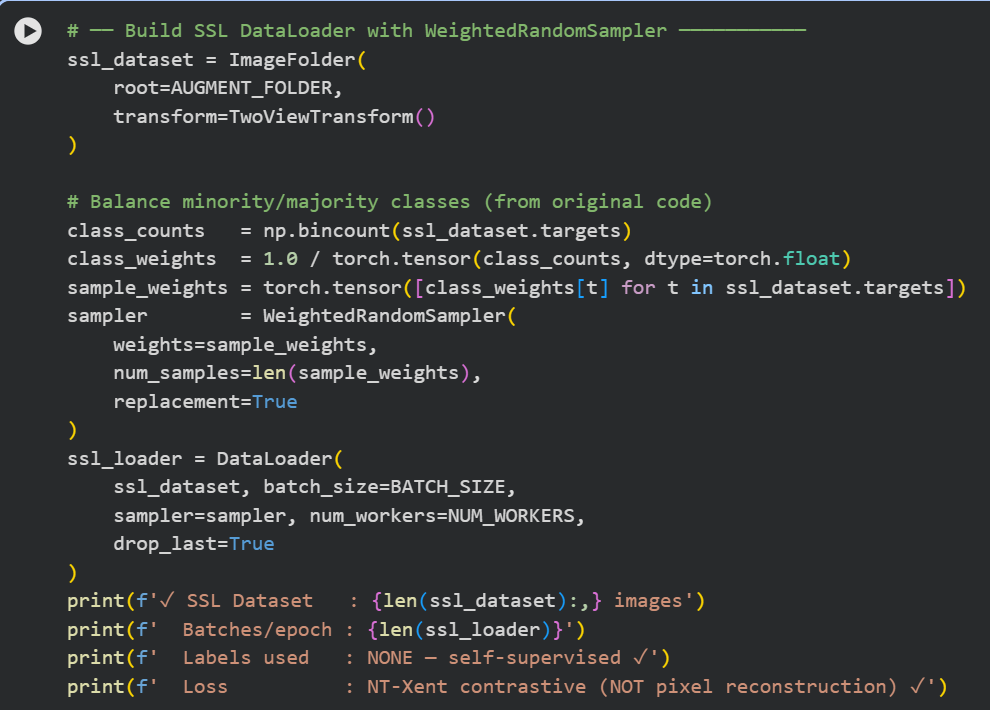 # —— Build SSL DataLoader with WeightedRandomSampler ———————————
ssl_dataset = ImageFolder(
    root=AUGMENT_FOLDER,
    transform=TwoViewTransform()
)

# Balance minority/majority classes (from original code)
class_counts   = np.bincount(ssl_dataset.targets)
class_weights  = 1.0 / torch.tensor(class_counts, dtype=torch.float)
sample_weights = torch.tensor([class_weights[t] for t in ssl_dataset.targets])
sampler        = WeightedRandomSampler(
    weights=sample_weights,
    num_samples=len(sample_weights),
    replacement=True
)
ssl_loader = DataLoader(
    ssl_dataset, batch_size=BATCH_SIZE,
    sampler=sampler, num_workers=NUM_WORKERS,
    drop_last=True
)
print(f'✓ SSL Dataset   : {len(ssl_dataset):,} images')
print(f'  Batches/epoch : {len(ssl_loader)}')
print(f'  Labels used   : NONE — self-supervised ✓')
print(f'  Loss          : NT-Xent contrastive (NOT pixel reconstruction) ✓')